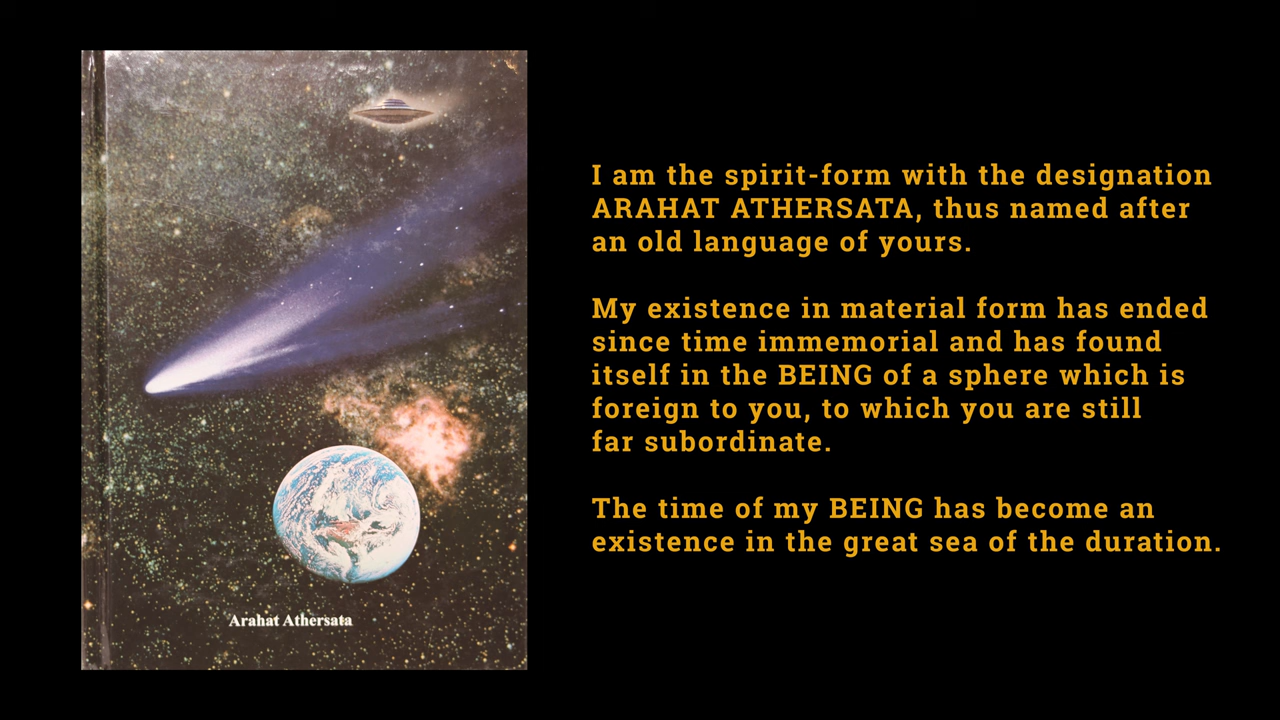 Arahat Athersata
I am the spirit-form with the designation
ARAHAT ATHERSATA, thus named after
an old language of yours.
My existence in material form has ended
since time immemorial and has found
itself in the BEING of a sphere which is
foreign to you, to which you are still
far subordinate.
The time of my BEING has become an
existence in the great sea of the duration.